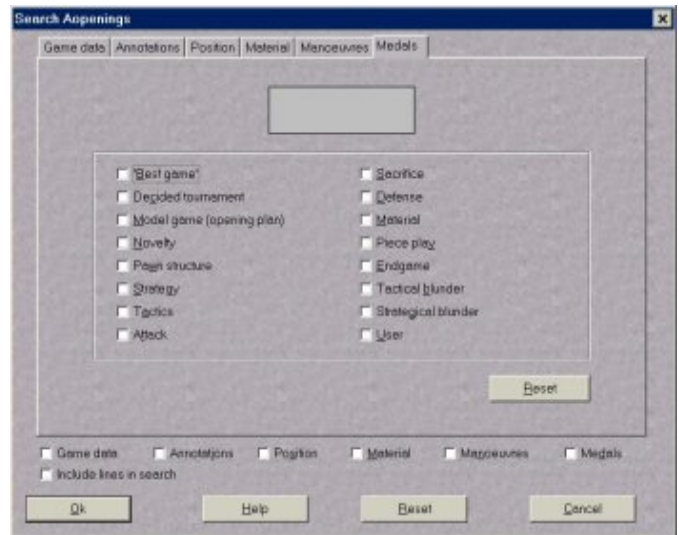 Search Aopenings
Game data Annotations Position Material Manoeuvres Medals
"Best game" Sacrifice
Decided tournament Defense
Model game (opening plan) Material
Novelty Piece play
Pawn structure Endgame
Strategy Tactical blunder
Tactics Strategical blunder
Attack User
Reset
Game data Annotations Position Material Manoeuvres Medals
Include lines in search
Ok Help Reset Cancel